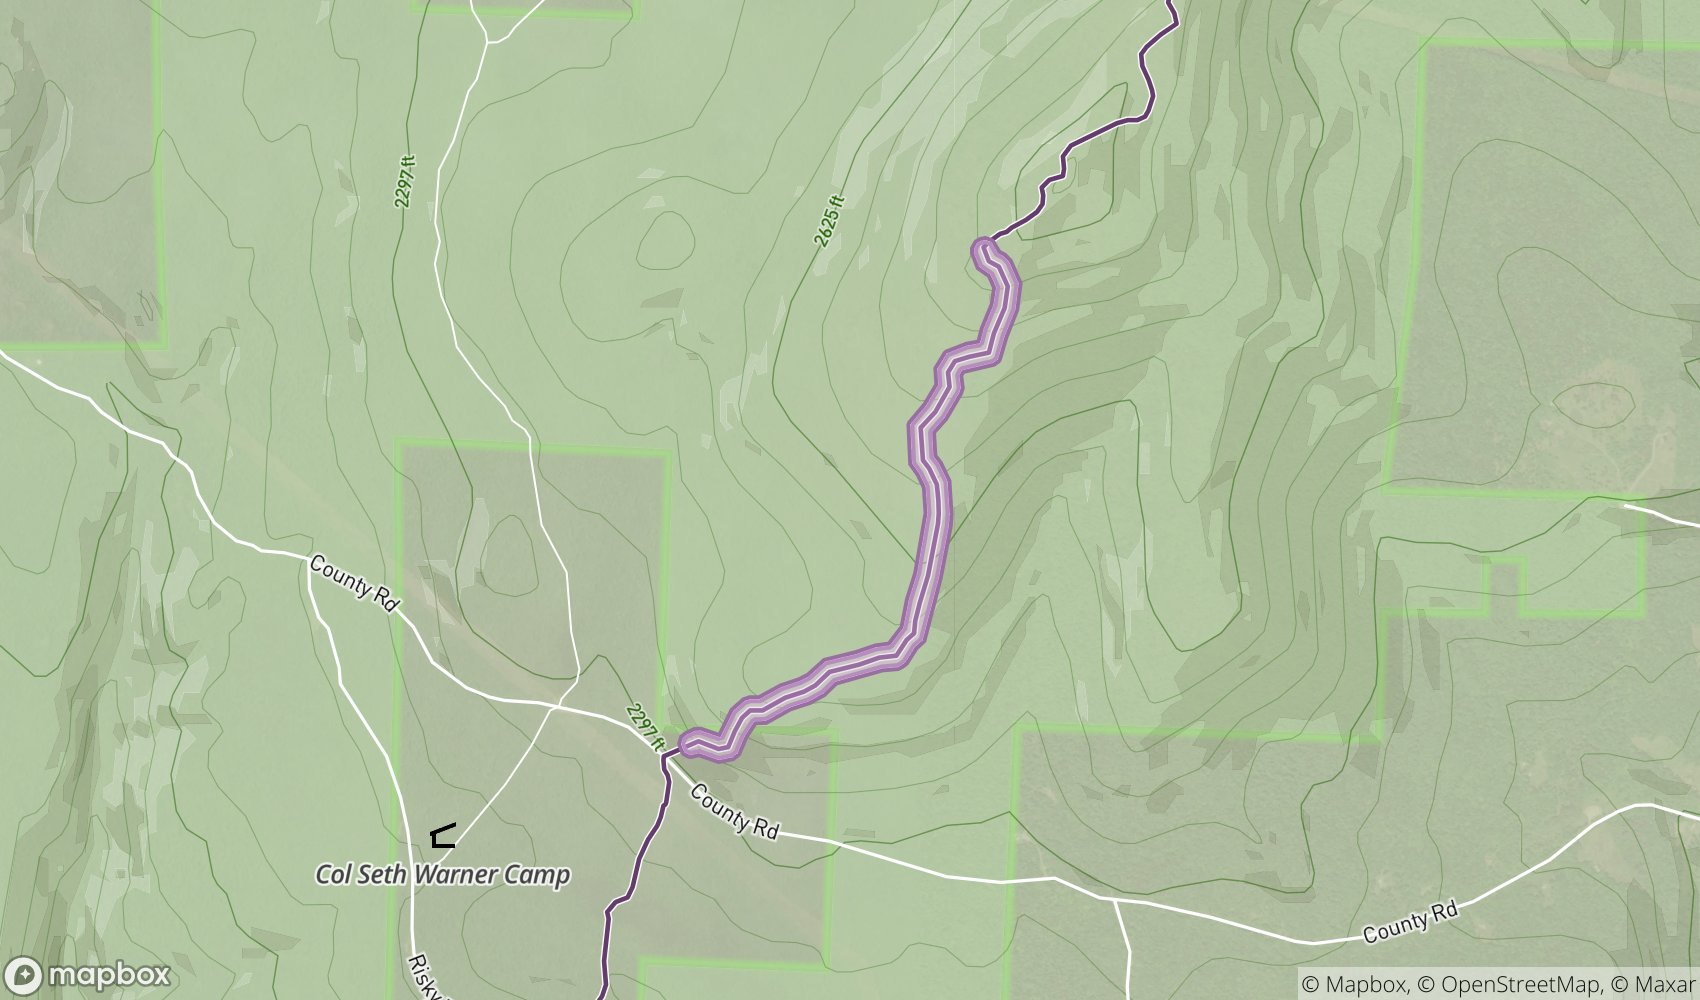 2297 ft
2625 ft
County Rd
2297 ft
County Rd
Col Seth Warner Camp
County Rd
Risky
mapbox
© Mapbox, © OpenStreetMap, © Maxar